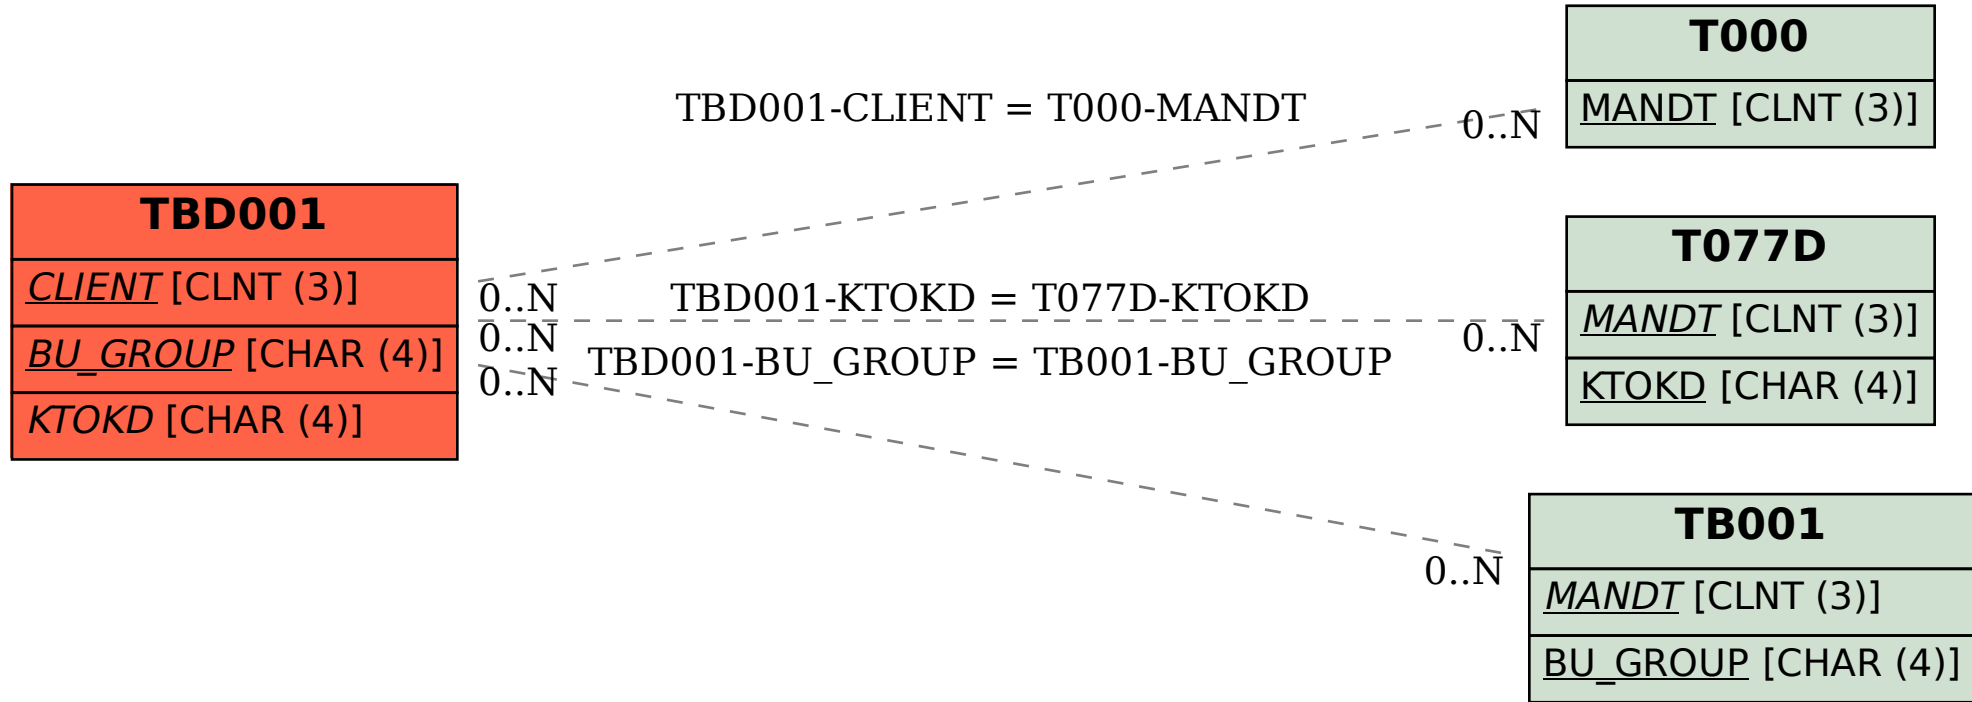 TBD001
CLIENT [CLNT (3)]
BU_GROUP [CHAR (4)]
KTOKD [CHAR (4)]
TBD001-CLIENT = T000-MANDT
0..N
0..N
TBD001-KTOKD = T077D-KTOKD
0..N
0..N
TBD001-BU_GROUP = TB001-BU_GROUP
0..N
0..N
T000
MANDT [CLNT (3)]
T077D
MANDT [CLNT (3)]
KTOKD [CHAR (4)]
TB001
MANDT [CLNT (3)]
BU_GROUP [CHAR (4)]